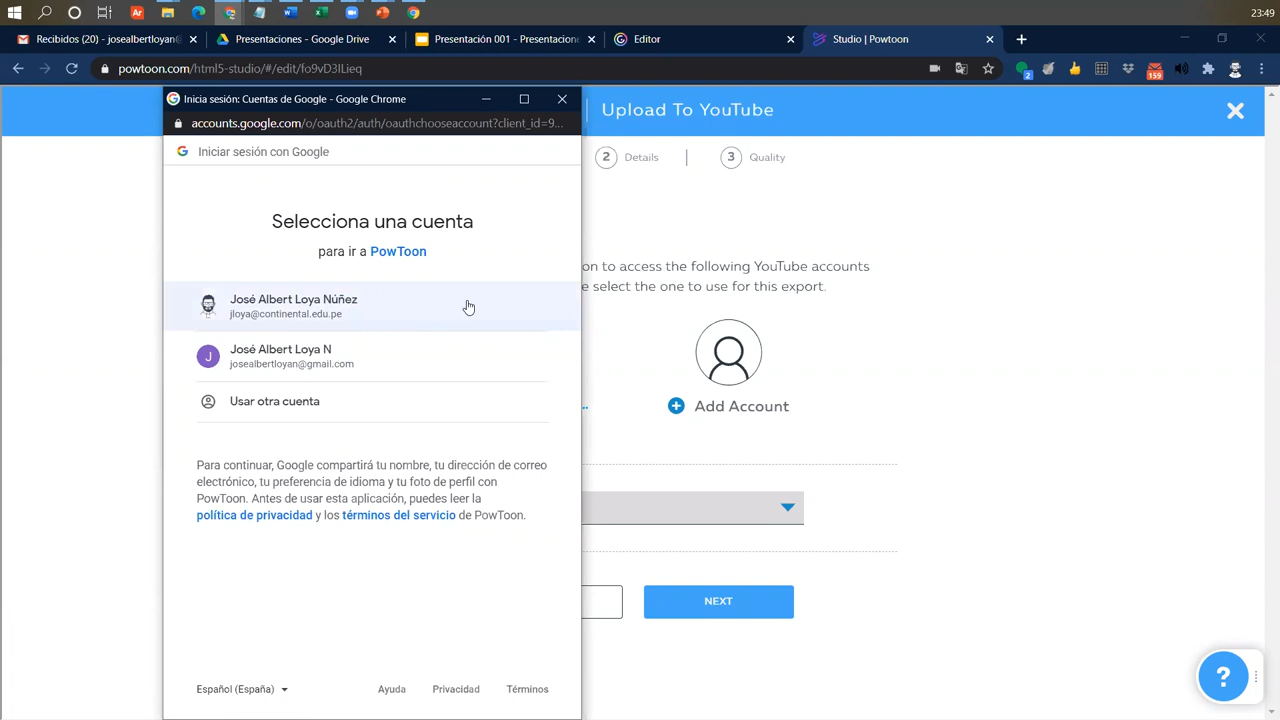 23:49
Recibidos (20) - josealbertloyan@
Presentaciones - Google Drive
Presentación 001 - Presentacione
Editor
Studio | Powtoon
powtoon.com/html5-studio/#/edit/fo9vD3lLieq
2
159
Inicia sesión: Cuentas de Google - Google Chrome
accounts.google.com/o/oauth2/auth/oauthchooseaccount?client_id=9...
Iniciar sesión con Google
Selecciona una cuenta
para ir a PowToon
José Albert Loya Núñez
jloya@continental.edu.pe
J
José Albert Loya N
josealbertloyan@gmail.com
Usar otra cuenta
Para continuar, Google compartirá tu nombre, tu dirección de correo
electrónico, tu preferencia de idioma y tu foto de perfil con
PowToon. Antes de usar esta aplicación, puedes leer la
política de privacidad y los términos del servicio de PowToon.
Español (España)
Ayuda
Privacidad
Términos
Upload To YouTube
2 Details
3 Quality
on to access the following YouTube accounts
e select the one to use for this export.
...
Add Account
NEXT
?